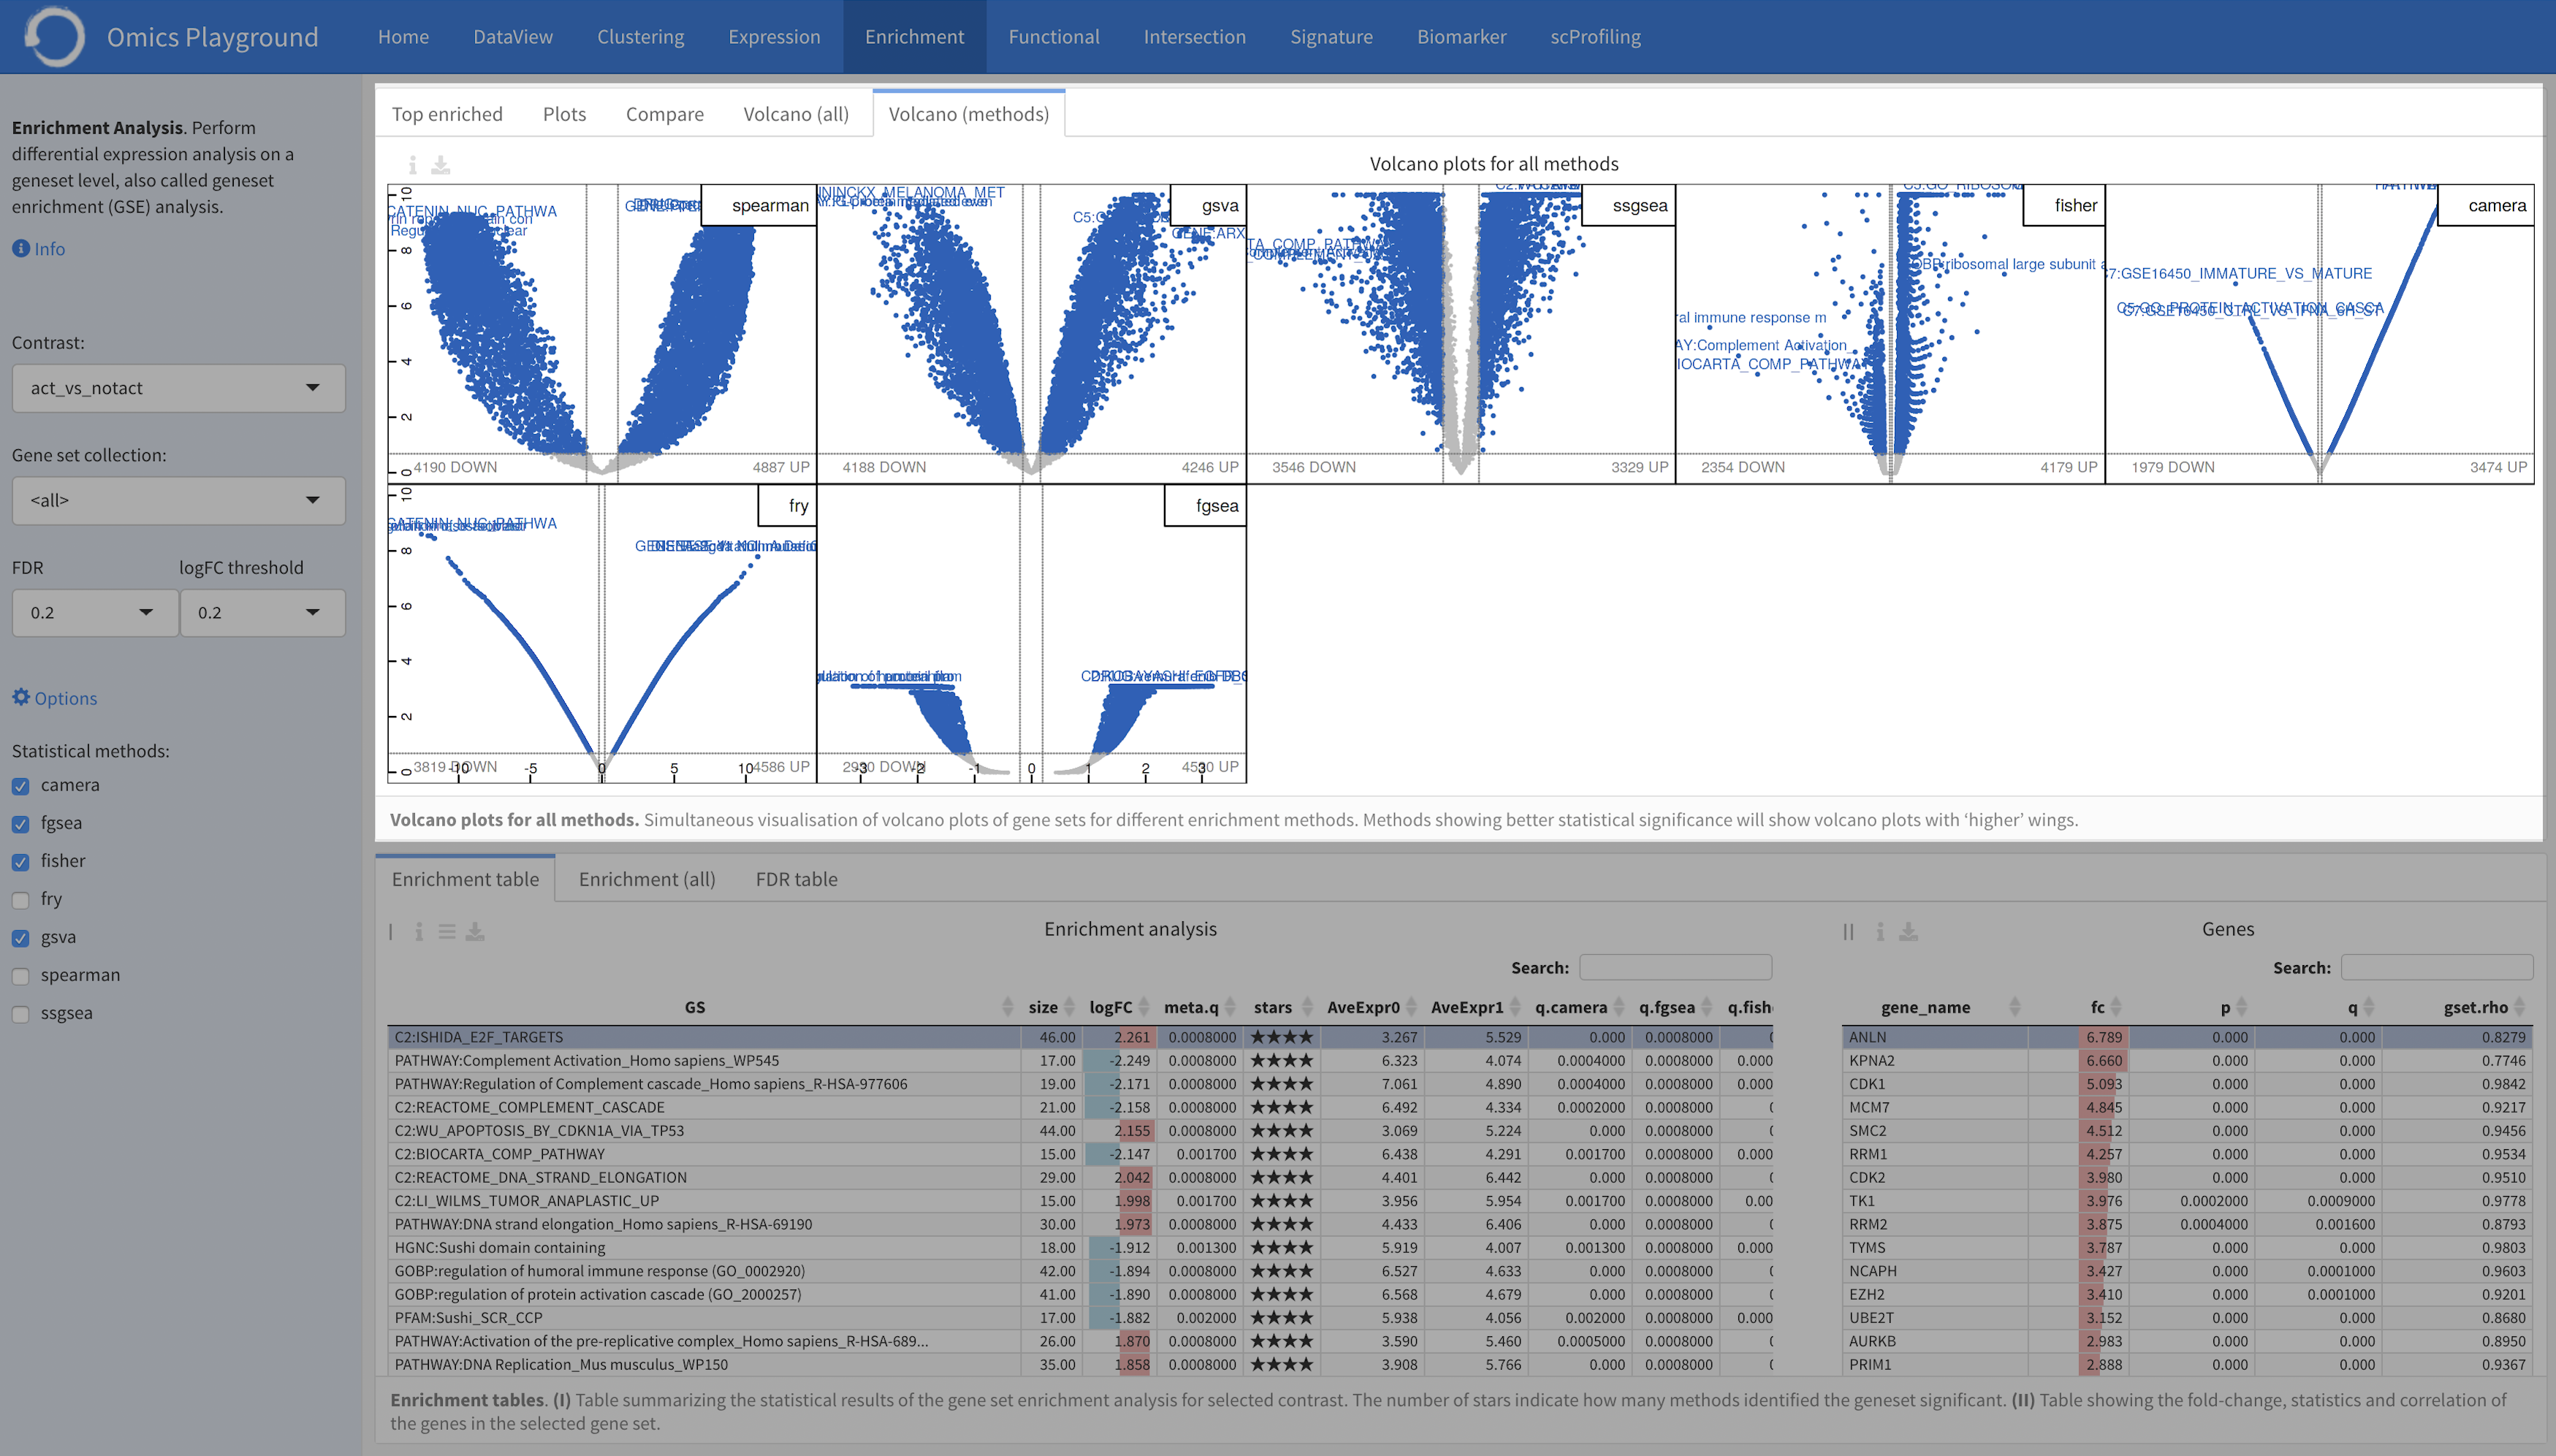 Omics Playground Home DataView Clustering Expression Enrichment Functional Intersection Signature Biomarker scProfiling
Enrichment Analysis. Perform
differential expression analysis on a
geneset level, also called geneset
enrichment (GSE) analysis.
Info
Contrast:
act_vs_notact
Gene set collection:
<all>
FDR logFC threshold
0.2 0.2
Options
Statistical methods:
camera
fgsea
fisher
fry
gsva
spearman
ssgsea
Top enriched Plots Compare Volcano (all) Volcano (methods)
Volcano plots for all methods
spearman gsva ssgsea fisher camera
CATENIN_NUC_PATHWA
NINCKX_MELANOMA_MET
GENE:ARX
TA_COMP_PATHWA
ribosomal large subunit
al immune response m
AY:Complement Activation_
IOCARTA_COMP_PATHWA
7:GSE16450_IMMATURE_VS_MATURE
C5:GO_PROTEIN_ACTIVATION_CASCA
10
8
6
4
2
0
4190 DOWN 4887 UP 4188 DOWN 4246 UP 3546 DOWN 3329 UP 2354 DOWN 4179 UP 1979 DOWN 3474 UP
fry fgsea
CATENIN_NUC_PATHWA
10
8
6
4
2
0
3819 DOWN 4586 UP
-10 -5 0 5 10
-3 -2 -1 0 1 2 3
Volcano plots for all methods. Simultaneous visualisation of volcano plots of gene sets for different enrichment methods. Methods showing better statistical significance will show volcano plots with ‘higher’ wings.
Enrichment table Enrichment (all) FDR table
I Enrichment analysis
Search:
GS size logFC meta.q stars AveExpr0 AveExpr1 q.camera q.fgsea q.fish
C2:ISHIDA_E2F_TARGETS 46.00 2.261 0.0008000 ★★★★ 3.267 5.529 0.000 0.0008000
PATHWAY:Complement Activation_Homo sapiens_WP545 17.00 -2.249 0.0008000 ★★★★ 6.323 4.074 0.0004000 0.0008000 0.000
PATHWAY:Regulation of Complement cascade_Homo sapiens_R-HSA-977606 19.00 -2.171 0.0008000 ★★★★ 7.061 4.890 0.0004000 0.0008000 0.000
C2:REACTOME_COMPLEMENT_CASCADE 21.00 -2.158 0.0008000 ★★★★ 6.492 4.334 0.0002000 0.0008000
C2:WU_APOPTOSIS_BY_CDKN1A_VIA_TP53 44.00 2.155 0.0008000 ★★★★ 3.069 5.224 0.000 0.0008000
C2:BIOCARTA_COMP_PATHWAY 15.00 -2.147 0.001700 ★★★★ 6.438 4.291 0.001700 0.0008000 0.000
C2:REACTOME_DNA_STRAND_ELONGATION 29.00 2.042 0.0008000 ★★★★ 4.401 6.442 0.000 0.0008000
C2:LI_WILMS_TUMOR_ANAPLASTIC_UP 15.00 1.998 0.001700 ★★★★ 3.956 5.954 0.001700 0.0008000 0.00
PATHWAY:DNA strand elongation_Homo sapiens_R-HSA-69190 30.00 1.973 0.0008000 ★★★★ 4.433 6.406 0.000 0.0008000
HGNC:Sushi domain containing 18.00 -1.912 0.001300 ★★★★ 5.919 4.007 0.001300 0.0008000 0.000
GOBP:regulation of humoral immune response (GO_0002920) 42.00 -1.894 0.0008000 ★★★★ 6.527 4.633 0.000 0.0008000
GOBP:regulation of protein activation cascade (GO_2000257) 41.00 -1.890 0.0008000 ★★★★ 6.568 4.679 0.000 0.0008000
PFAM:Sushi_SCR_CCP 17.00 -1.882 0.002000 ★★★★ 5.938 4.056 0.002000 0.0008000 0.000
PATHWAY:Activation of the pre-replicative complex_Homo sapiens_R-HSA-689... 26.00 1.870 0.0008000 ★★★★ 3.590 5.460 0.0005000 0.0008000
PATHWAY:DNA Replication_Mus musculus_WP150 35.00 1.858 0.0008000 ★★★★ 3.908 5.766 0.000 0.0008000
II Genes
Search:
gene_name fc p q gset.rho
ANLN 6.789 0.000 0.000 0.8279
KPNA2 6.660 0.000 0.000 0.7746
CDK1 5.093 0.000 0.000 0.9842
MCM7 4.845 0.000 0.000 0.9217
SMC2 4.512 0.000 0.000 0.9456
RRM1 4.257 0.000 0.000 0.9534
CDK2 3.980 0.000 0.000 0.9510
TK1 3.976 0.0002000 0.0009000 0.9778
RRM2 3.875 0.0004000 0.001600 0.8793
TYMS 3.787 0.000 0.000 0.9803
NCAPH 3.427 0.000 0.0001000 0.9603
EZH2 3.410 0.000 0.0001000 0.9201
UBE2T 3.152 0.000 0.000 0.8680
AURKB 2.983 0.000 0.000 0.8950
PRIM1 2.888 0.000 0.000 0.9367
Enrichment tables. (I) Table summarizing the statistical results of the gene set enrichment analysis for selected contrast. The number of stars indicate how many methods identified the geneset significant. (II) Table showing the fold-change, statistics and correlation of
the genes in the selected gene set.